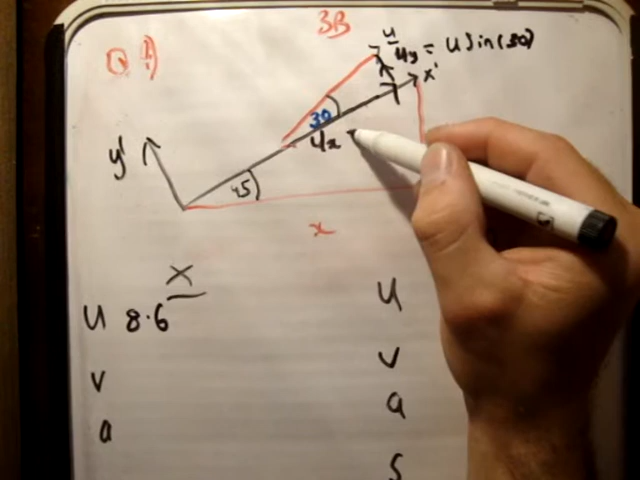 3B
Q 1)
u
uy = u Sin(30)
x'
30
ux
y'
45
x
X
u 8.6
v
a
u
v
a
s